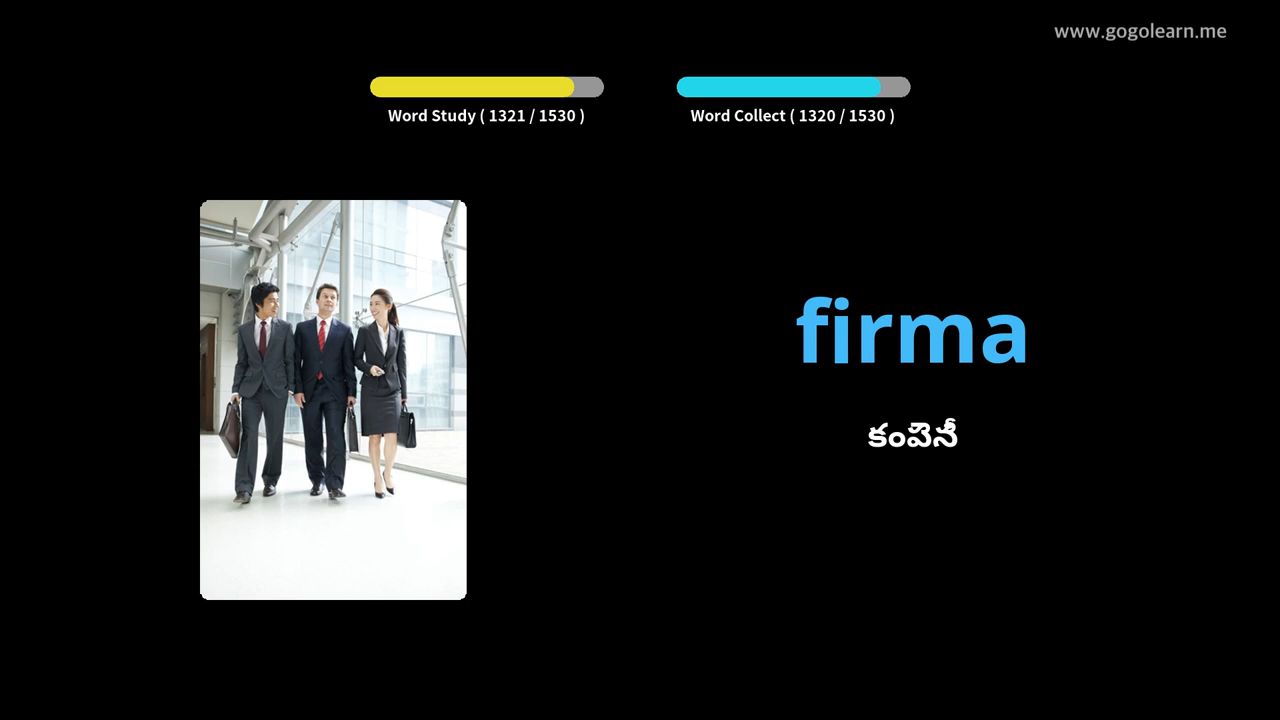 www.gogolearn.me
Word Study ( 1321 / 1530 )
Word Collect ( 1320 / 1530 )
firma
కంపెనీ